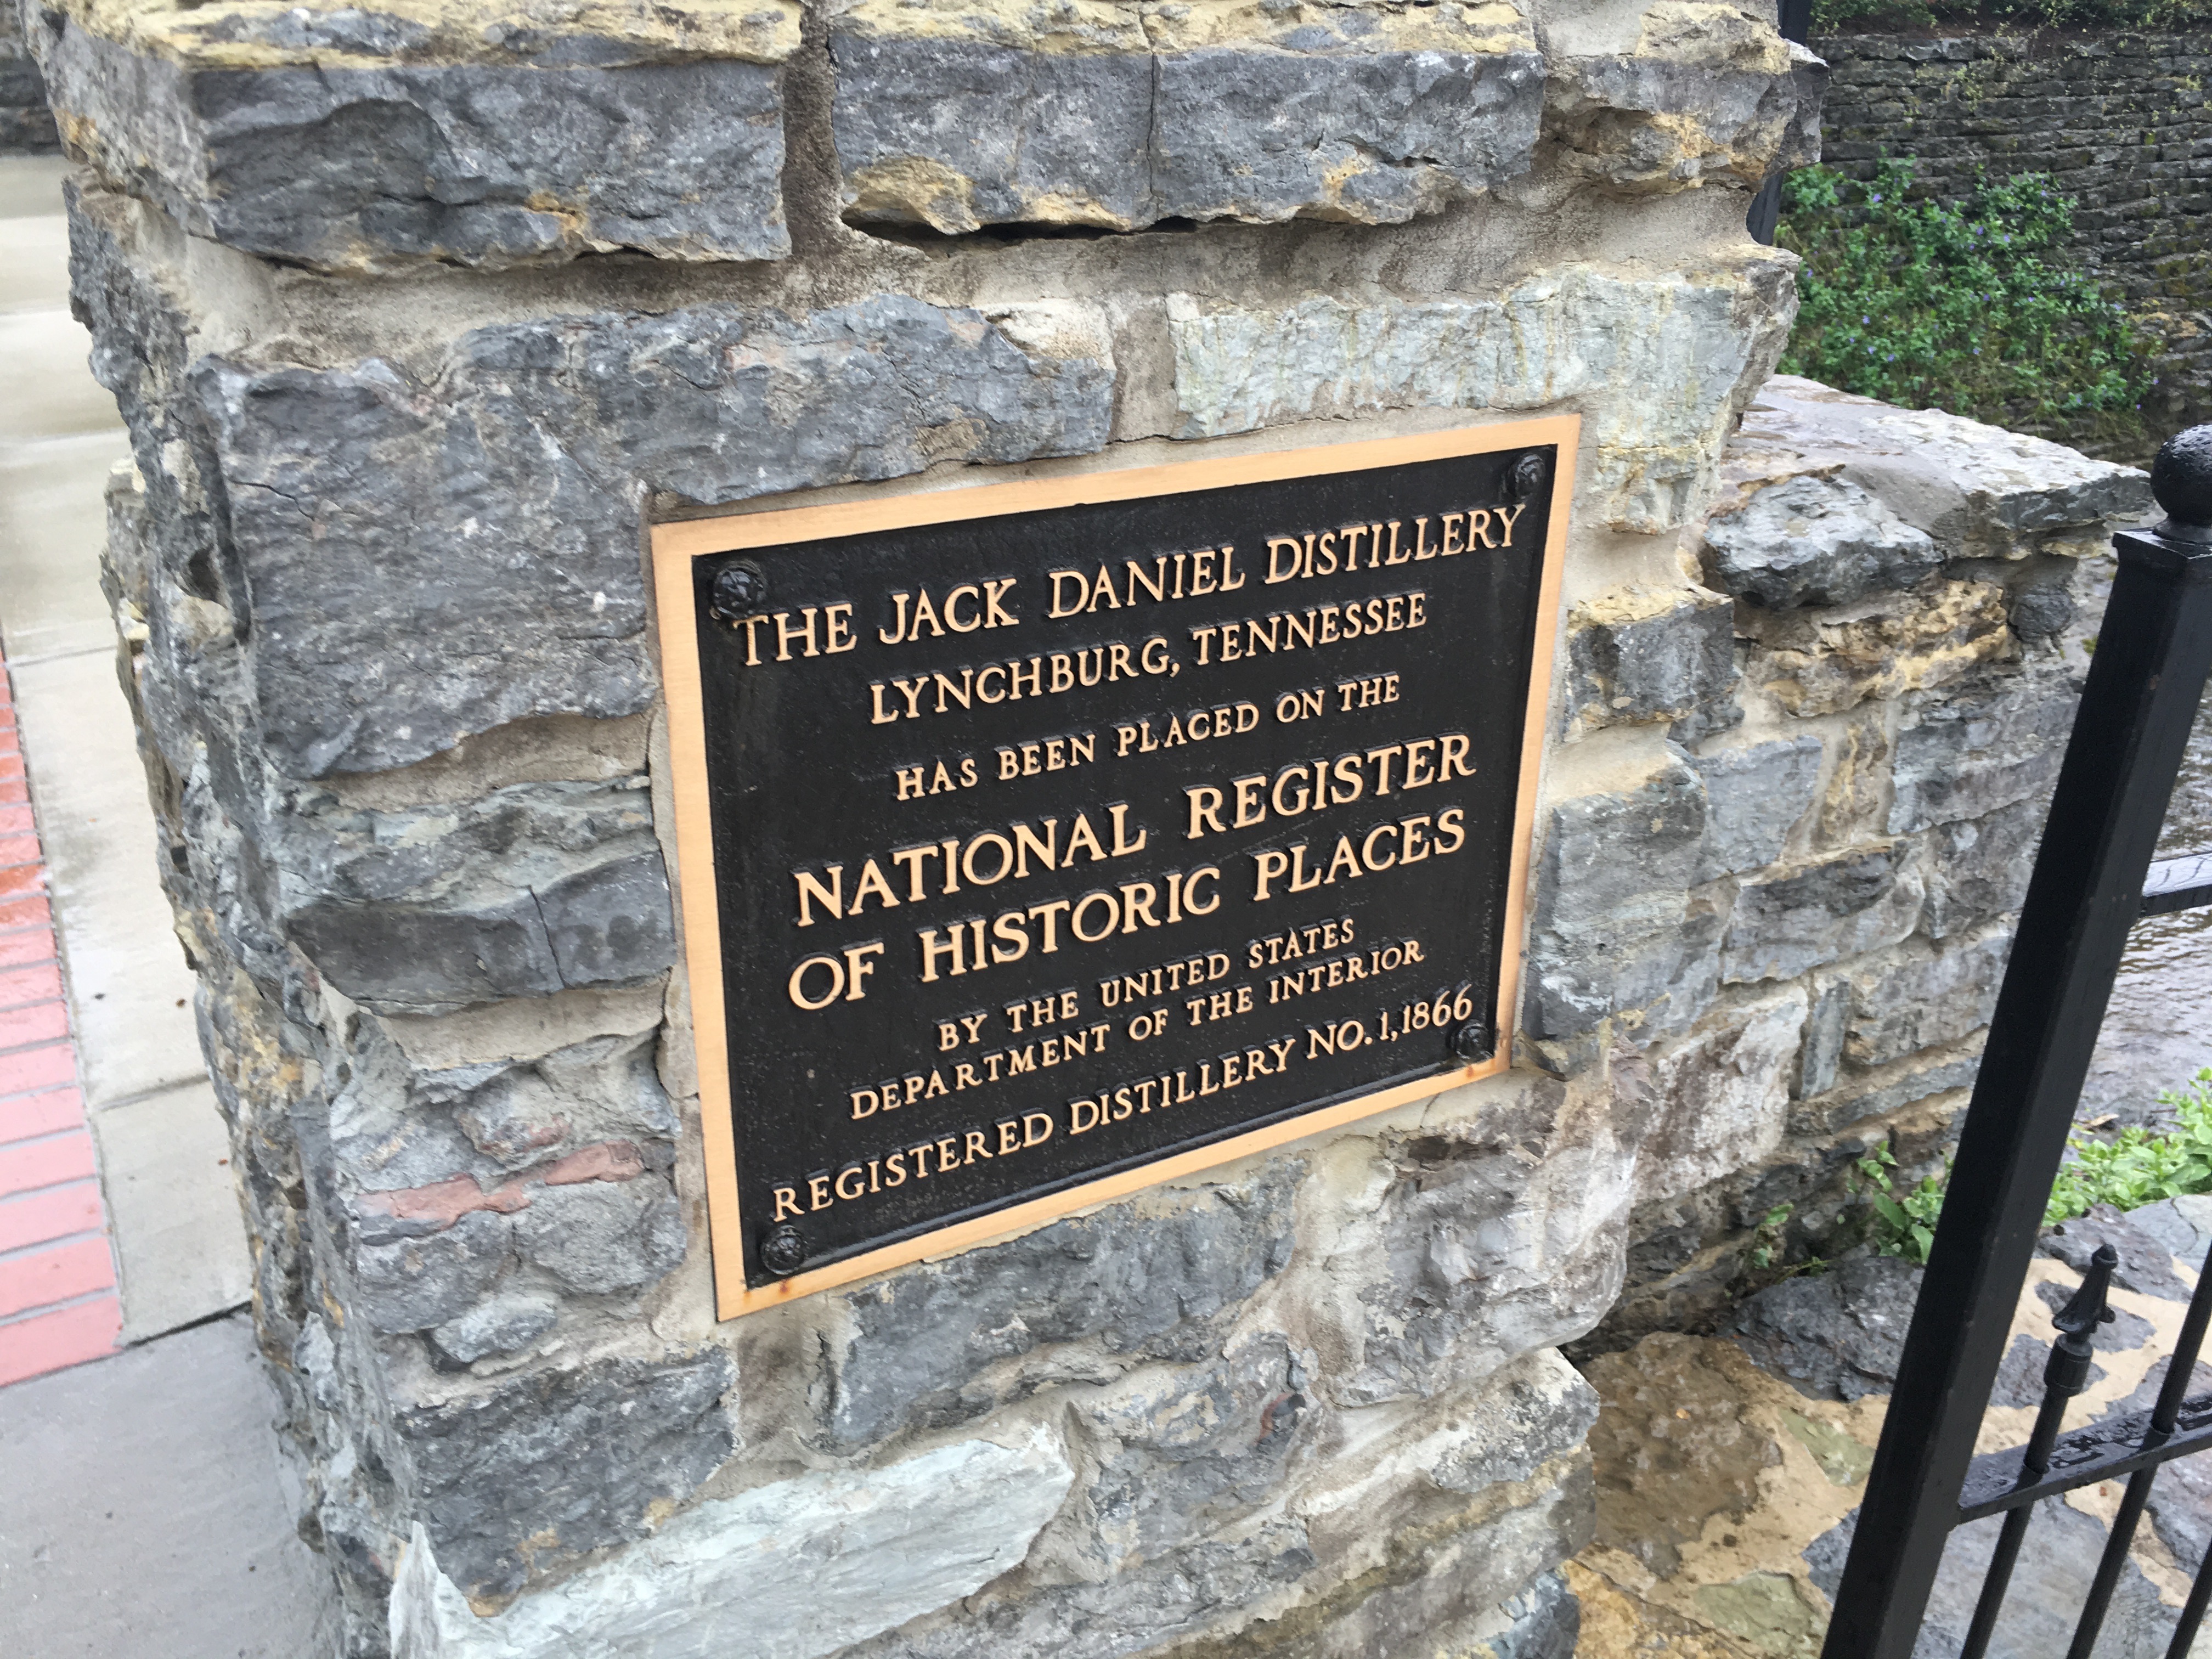 THE JACK DANIEL DISTILLERY
LYNCHBURG, TENNESSEE
HAS BEEN PLACED ON THE
NATIONAL REGISTER
OF HISTORIC PLACES
BY THE UNITED STATES
DEPARTMENT OF THE INTERIOR
REGISTERED DISTILLERY NO. 1, 1866